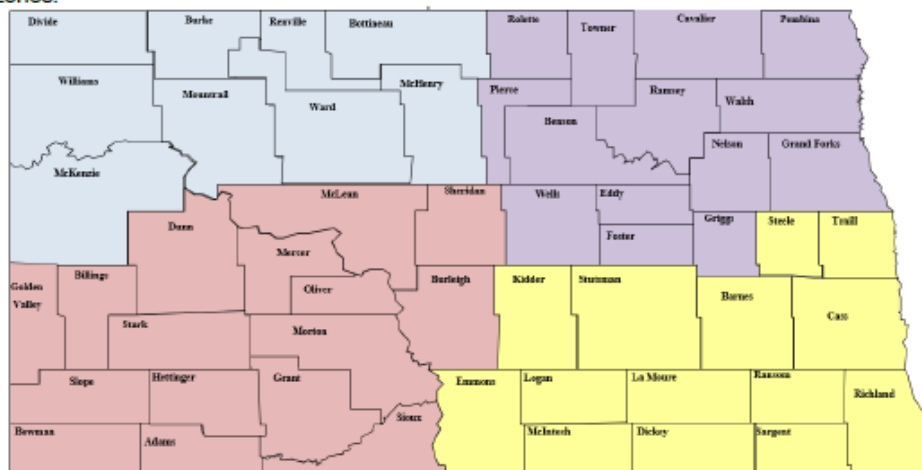 Divide
Burke
Renville
Bottineau
Rolette
Towner
Cavalier
Pembina
Williams
Mountrail
Ward
McHenry
Pierce
Benson
Ramsey
Walsh
Nelson
Grand Forks
McKenzie
McLean
Sheridan
Wells
Eddy
Foster
Griggs
Steele
Traill
Dunn
Mercer
Oliver
Burleigh
Kidder
Stutsman
Barnes
Cass
Golden
Valley
Billings
Stark
Morton
Slope
Hettinger
Grant
Sioux
Emmons
Logan
La Moure
Ransom
Richland
Bowman
Adams
McIntosh
Dickey
Sargent